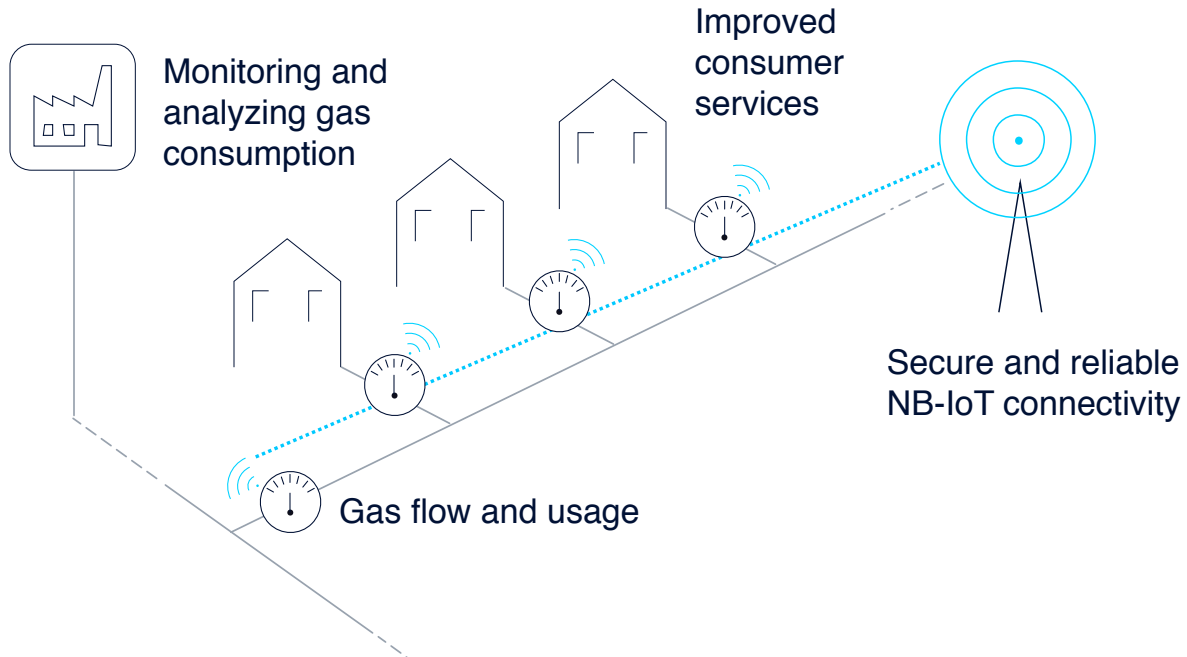 Monitoring and
analyzing gas
consumption
Improved
consumer
services
Secure and reliable
NB-IoT connectivity
Gas flow and usage